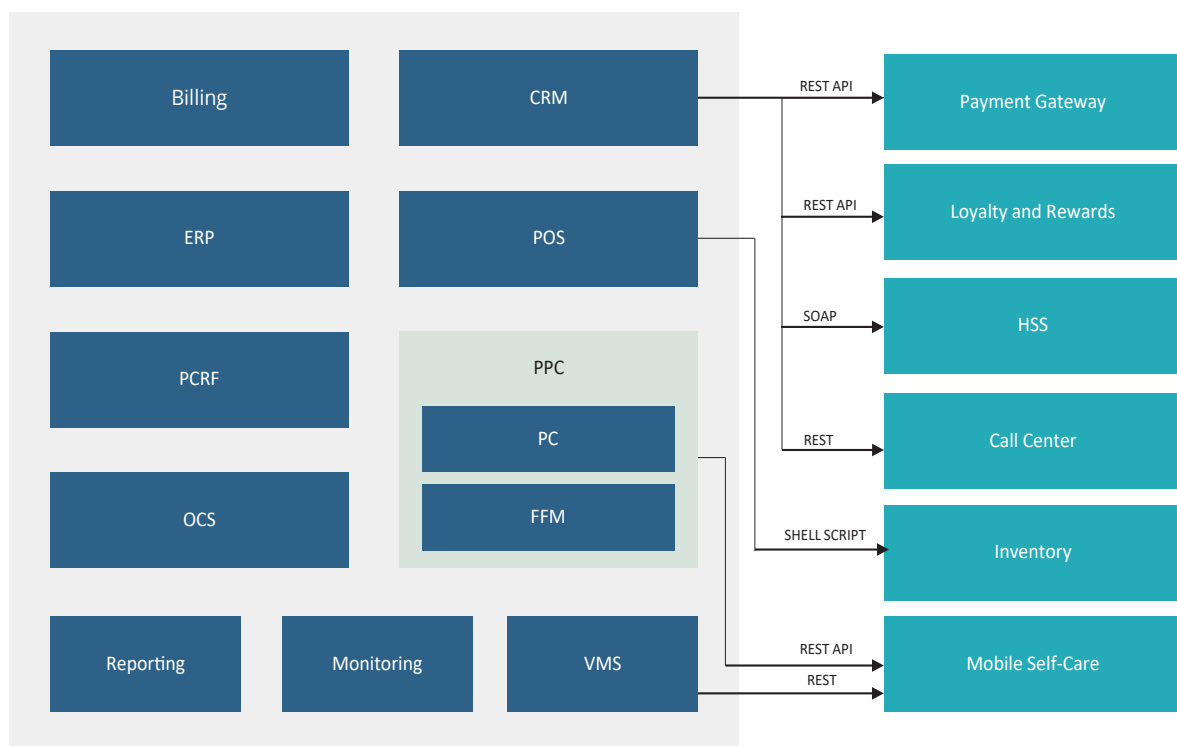 Billing
CRM
REST API
Payment Gateway
ERP
POS
REST API
Loyalty and Rewards
PCRF
PPC
SOAP
HSS
PC
REST
Call Center
OCS
FFM
SHELL SCRIPT
Inventory
Reporting
Monitoring
VMS
REST API
REST
Mobile Self-Care